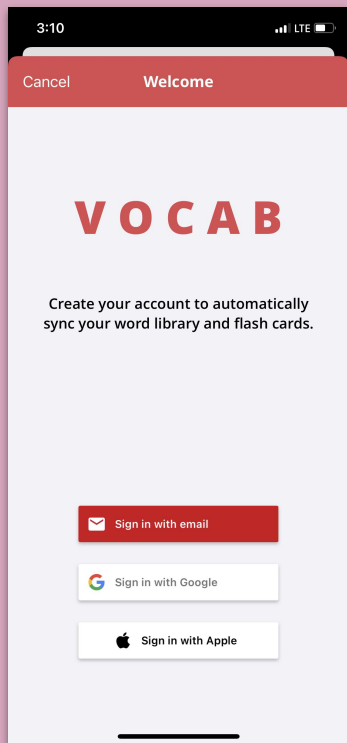 3:10
LTE
Cancel
Welcome
VOCAB
Create your account to automatically
sync your word library and flash cards.
Sign in with email
Sign in with Google
Sign in with Apple